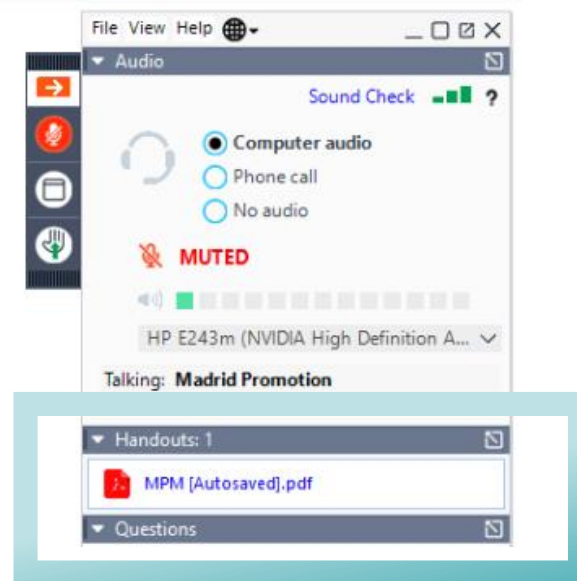 File View Help
Audio
Sound Check ?
Computer audio
Phone call
No audio
MUTED
HP E243m (NVIDIA High Definition A...
Talking: Madrid Promotion
Handouts: 1
MPM [Autosaved].pdf
Questions